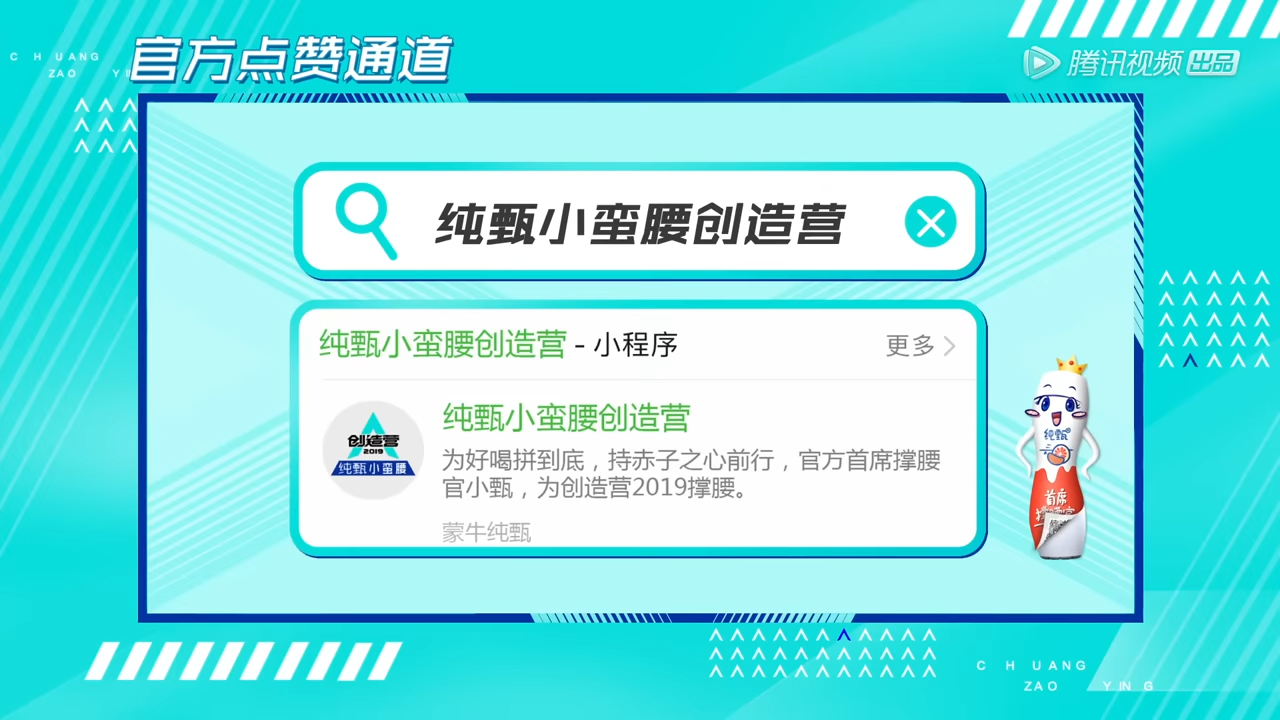 CHUANG
ZAO YI
官方点赞通道
腾讯视频 出品
纯甄小蛮腰创造营
纯甄小蛮腰创造营 - 小程序
更多
创造营
2019
纯甄小蛮腰
纯甄小蛮腰创造营
为好喝拼到底，持赤子之心前行，官方首席撑腰
官小甄，为创造营2019撑腰。
蒙牛纯甄
纯甄
首席
CHUANG
ZAO YING